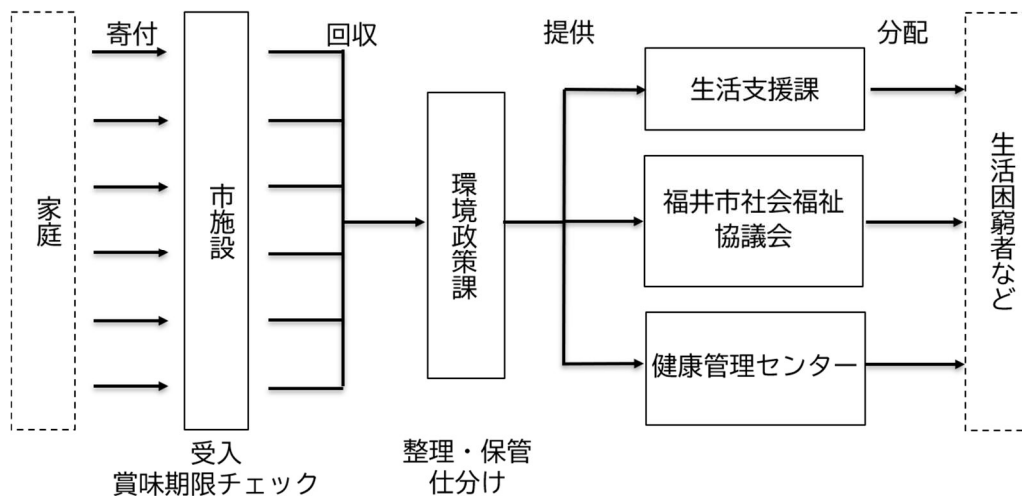 寄付
回収
提供
分配
家庭
市施設
環境政策課
生活支援課
福井市社会福祉
協議会
健康管理センター
生活困窮者など
受入
賞味期限チェック
整理・保管
仕分け